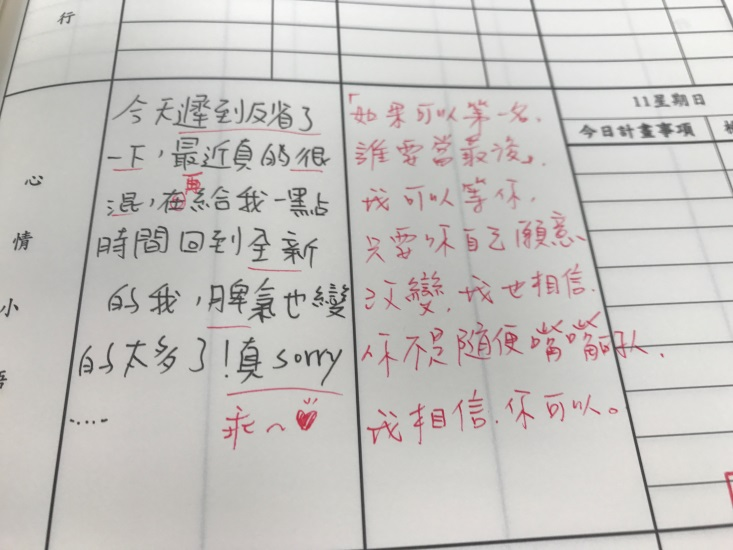 行
心
情
小
語
今天遲到反省了
一下，最近真的很
混，在給我一點
再
時間回到全新
的我，脾氣也變
的太多了！真sorry
.....
乖～
「如果可以第一名，
誰要當最後」，
我可以等你，
只要你自己願意
改變，我也相信
你不是隨便嘴嘴而以，
我相信，你可以。
11星期日
今日計畫事項